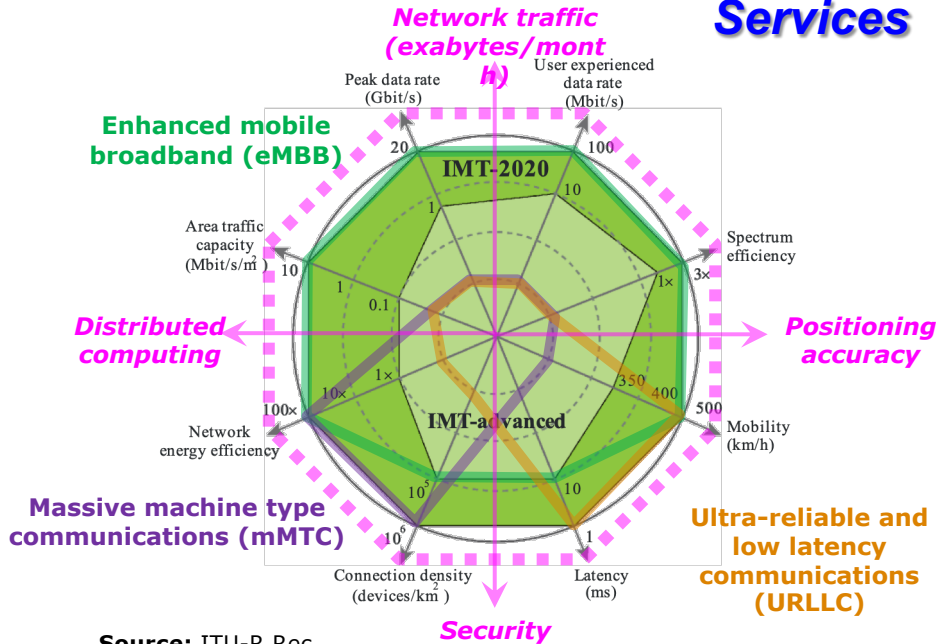 Services
Network traffic
(exabytes/mont
h)
Peak data rate
(Gbit/s)
User experienced
data rate
(Mbit/s)
Enhanced mobile
broadband (eMBB)
20
100
IMT-2020
1
10
Area traffic
capacity
(Mbit/s/m²)
10
1
0.1
Spectrum
efficiency
1×
3×
Distributed
computing
Positioning
accuracy
1×
10×
100×
350
400
500
Network
energy efficiency
IMT-advanced
Mobility
(km/h)
10⁵
10
10⁶
1
Massive machine type
communications (mMTC)
Ultra-reliable and
low latency
communications
(URLLC)
Connection density
(devices/km²)
Latency
(ms)
Security
Source: ITU-R Rec